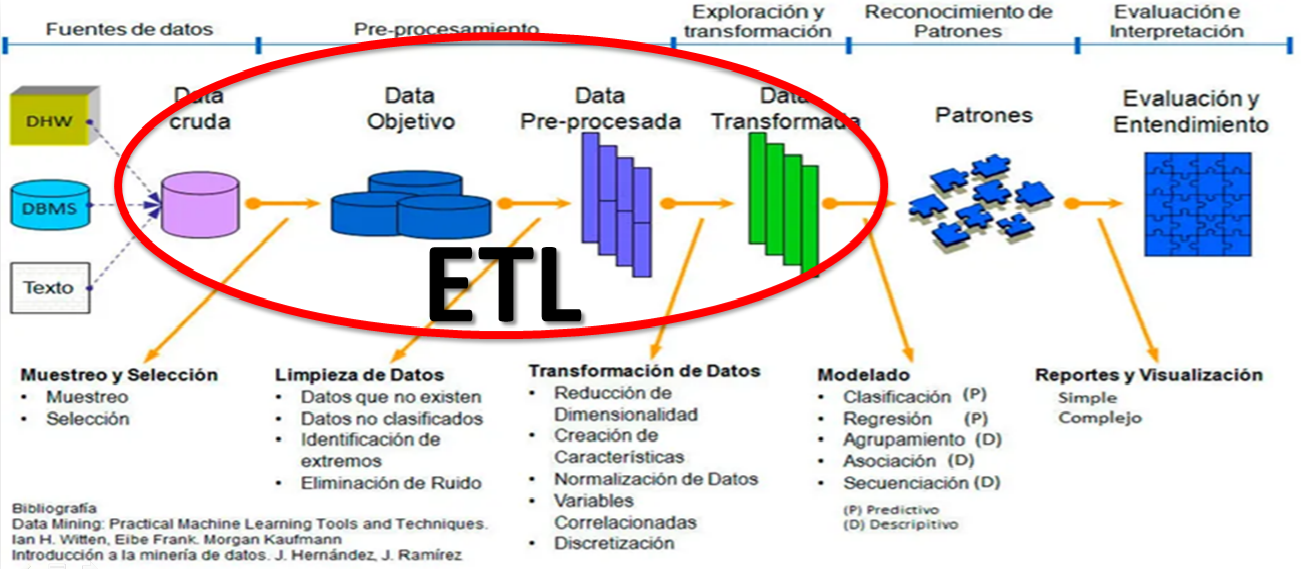 Fuentes de datos
Pre-procesamiento
Exploración y
transformación
Reconocimiento de
Patrones
Evaluación e
Interpretación
DHW
DBMS
Texto
Data
cruda
Data
Objetivo
Data
Pre-procesada
Data
Transformada
Patrones
Evaluación y
Entendimiento
ETL
Muestreo y Selección
• Muestreo
• Selección
Limpieza de Datos
• Datos que no existen
• Datos no clasificados
• Identificación de
extremos
• Eliminación de Ruido
Transformación de Datos
• Reducción de
Dimensionalidad
• Creación de
Características
• Normalización de Datos
• Variables
Correlacionadas
• Discretización
Modelado
• Clasificación (P)
• Regresión (P)
• Agrupamiento (D)
• Asociación (D)
• Secuenciación (D)
(P) Predictivo
(D) Descripitivo
Reportes y Visualización
Simple
Complejo
Bibliografía
Data Mining: Practical Machine Learning Tools and Techniques.
Ian H. Witten, Eibe Frank. Morgan Kaufmann
Introducción a la minería de datos. J. Hernández, J. Ramírez